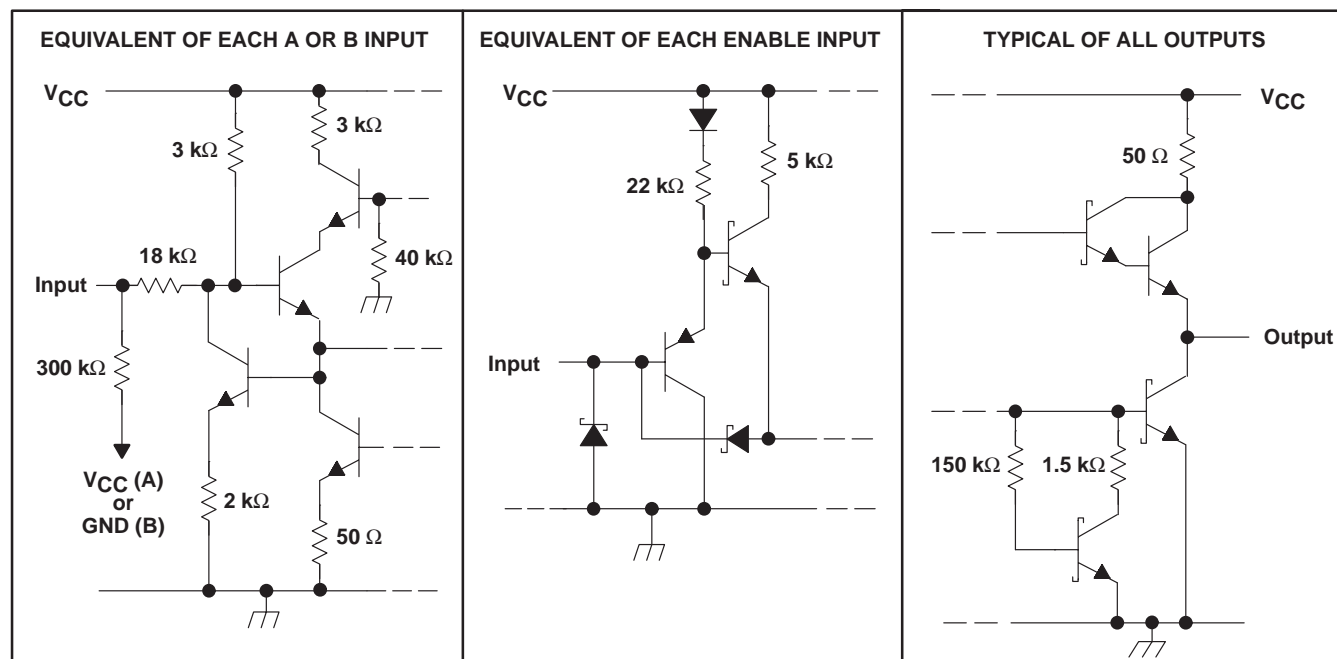 EQUIVALENT OF EACH A OR B INPUT
VCC
3 kΩ
3 kΩ
18 kΩ
40 kΩ
Input
300 kΩ
VCC (A)
or
GND (B)
2 kΩ
50 Ω
EQUIVALENT OF EACH ENABLE INPUT
VCC
5 kΩ
22 kΩ
Input
TYPICAL OF ALL OUTPUTS
VCC
50 Ω
Output
150 kΩ
1.5 kΩ